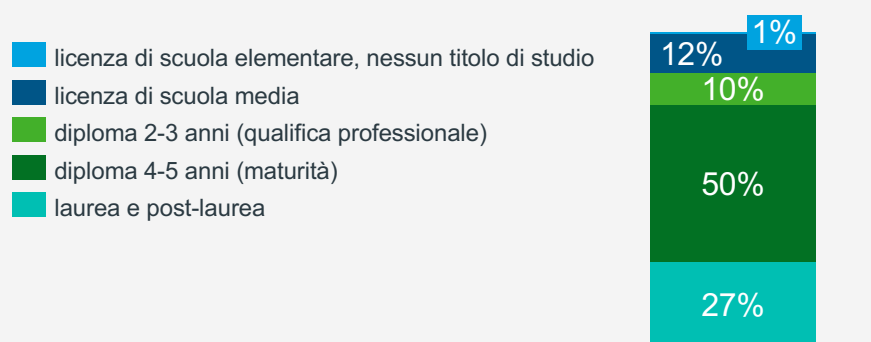 licenza di scuola elementare, nessun titolo di studio
licenza di scuola media
diploma 2-3 anni (qualifica professionale)
diploma 4-5 anni (maturità)
laurea e post-laurea
1%
12%
10%
50%
27%